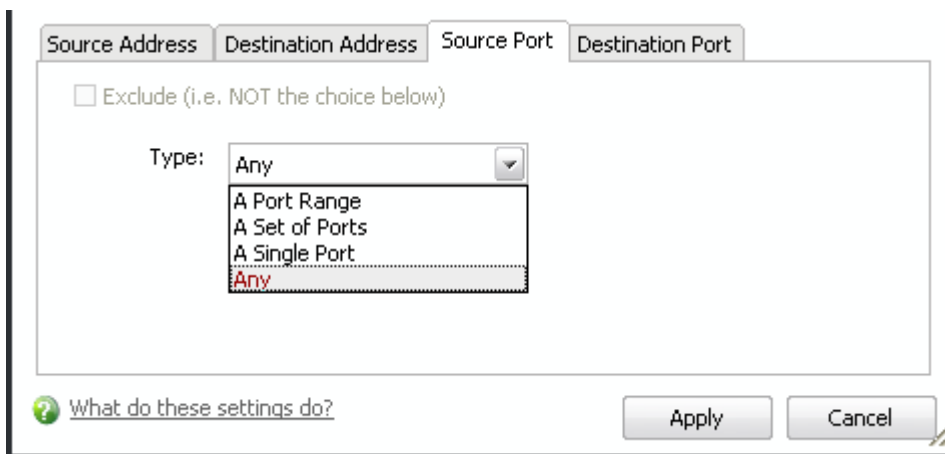 Source Address Destination Address Source Port Destination Port
Exclude (i.e. NOT the choice below)
Type: Any
A Port Range
A Set of Ports
A Single Port
Any
What do these settings do? Apply Cancel